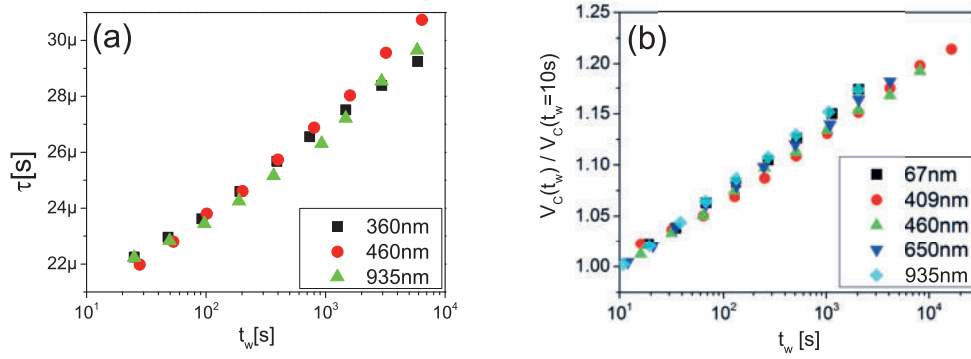 (a)
30μ
28μ
26μ
24μ
22μ
τ[s]
360nm
460nm
935nm
10¹ 10² 10³ 10⁴
t_w[s]
(b)
1.25
1.20
1.15
1.10
1.05
1.00
V_C(t_w) / V_C(t_w=10s)
67nm
409nm
460nm
650nm
935nm
10¹ 10² 10³ 10⁴
t_w [s]